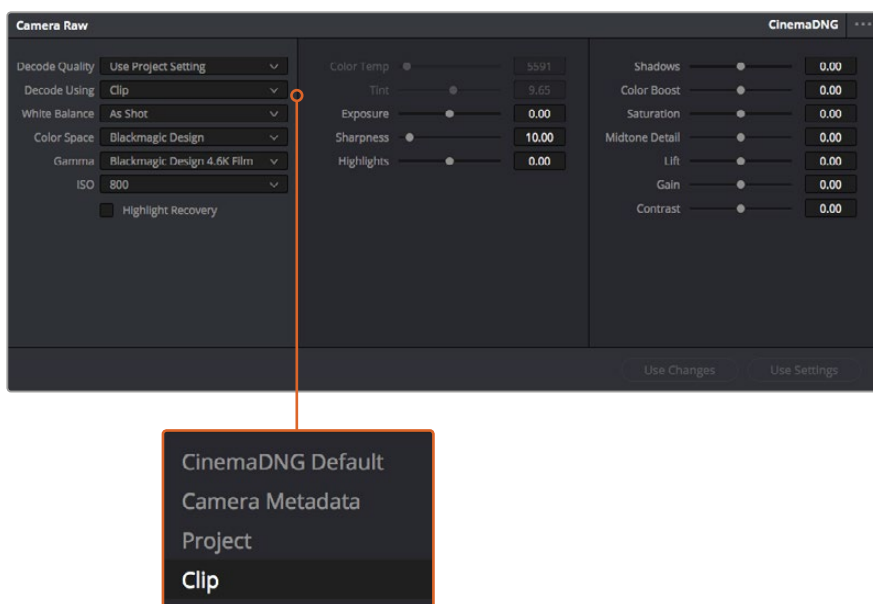 Camera Raw
CinemaDNG
Decode Quality Use Project Setting
Decode Using Clip
White Balance As Shot
Color Space Blackmagic Design
Gamma Blackmagic Design 4.6K Film
ISO 800
Highlight Recovery
Color Temp 5591
Tint 9.65
Exposure 0.00
Sharpness 10.00
Highlights 0.00
Shadows 0.00
Color Boost 0.00
Saturation 0.00
Midtone Detail 0.00
Lift 0.00
Gain 0.00
Contrast 0.00
Use Changes
Use Settings
CinemaDNG Default
Camera Metadata
Project
Clip